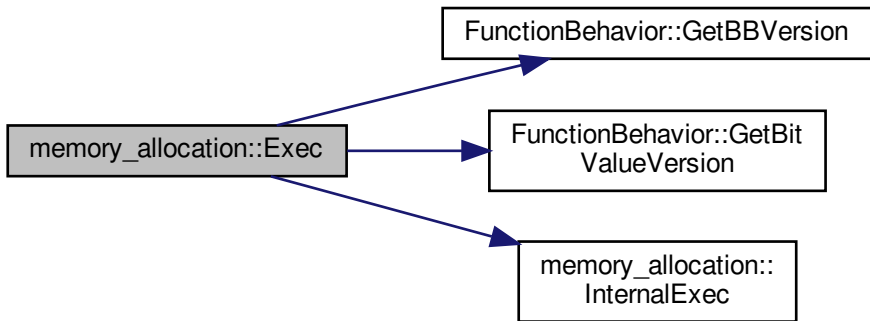 FunctionBehavior::GetBBVersion
memory_allocation::Exec
FunctionBehavior::GetBit
ValueVersion
memory_allocation::
InternalExec